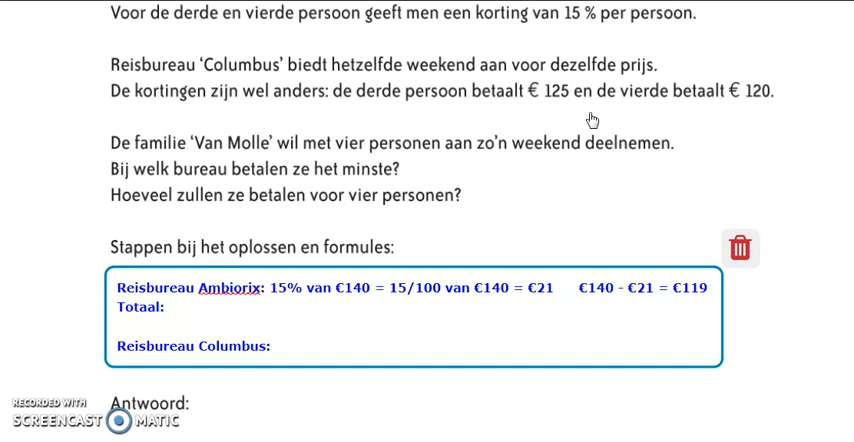 Voor de derde en vierde persoon geeft men een korting van 15 % per persoon.
Reisbureau ‘Columbus’ biedt hetzelfde weekend aan voor dezelfde prijs.
De kortingen zijn wel anders: de derde persoon betaalt € 125 en de vierde betaalt € 120.
De familie ‘Van Molle’ wil met vier personen aan zo’n weekend deelnemen.
Bij welk bureau betalen ze het minste?
Hoeveel zullen ze betalen voor vier personen?
Stappen bij het oplossen en formules:
Reisbureau Ambiorix: 15% van €140 = 15/100 van €140 = €21 €140 - €21 = €119
Totaal:
Reisbureau Columbus:
Antwoord:
RECORDED WITH
SCREENCAST MATIC